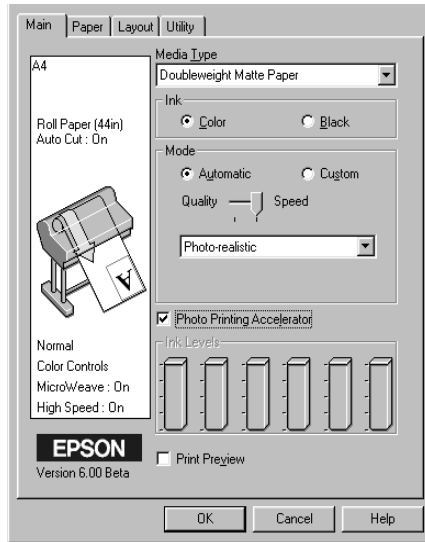 Main Paper Layout Utility
A4
Roll Paper (44in)
Auto Cut : On
A
Normal
Color Controls
MicroWeave : On
High Speed : On
EPSON
Version 6.00 Beta
Media Type
Doubleweight Matte Paper
Ink
Color Black
Mode
Automatic Custom
Quality Speed
Photo-realistic
Photo Printing Accelerator
Ink Levels
Print Preview
OK Cancel Help